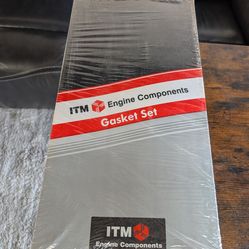 ITM Engine Components
Gasket Set
ITM
Engine Components